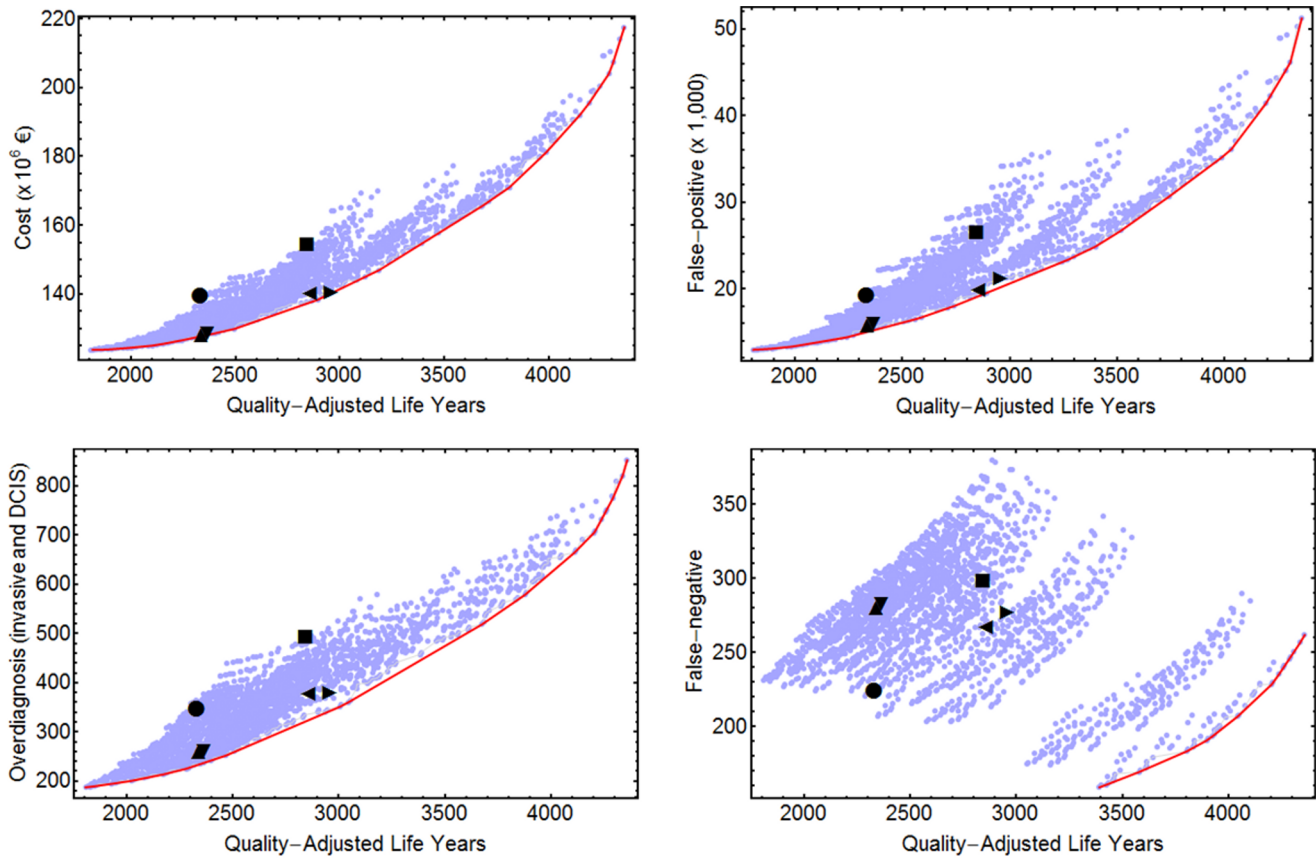 220
200
180
160
140
Cost (x 10⁶ €)
2000 2500 3000 3500 4000
Quality−Adjusted Life Years
50
40
30
20
False−positive (x 1,000)
2000 2500 3000 3500 4000
Quality−Adjusted Life Years
800
700
600
500
400
300
200
Overdiagnosis (invasive and DCIS)
2000 2500 3000 3500 4000
Quality−Adjusted Life Years
350
300
250
200
False−negative
2000 2500 3000 3500 4000
Quality−Adjusted Life Years